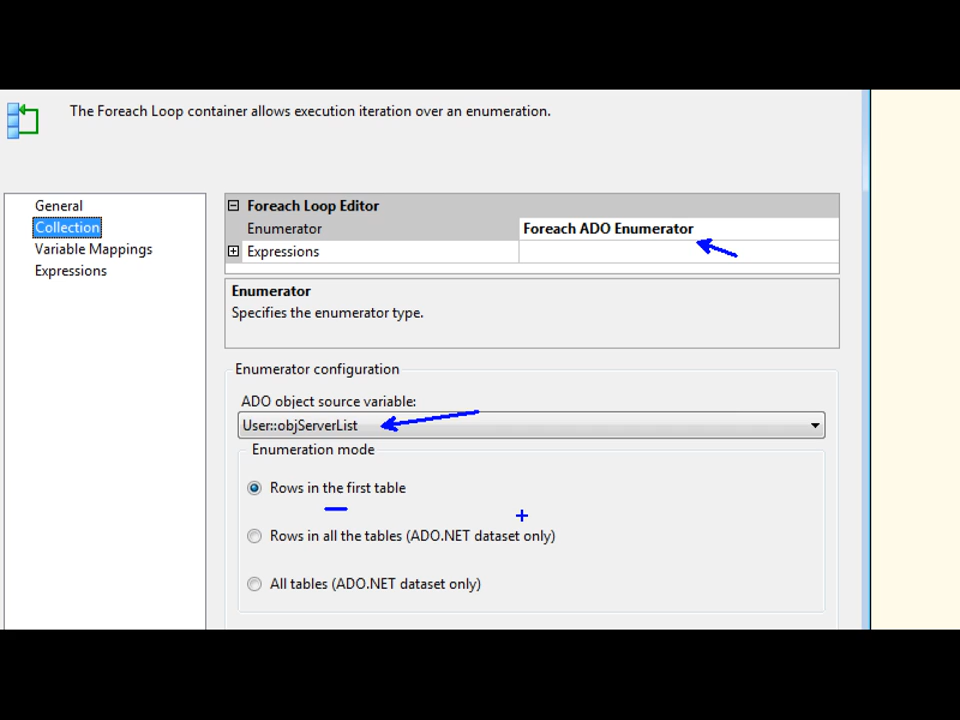 The Foreach Loop container allows execution iteration over an enumeration.
General
Collection
Variable Mappings
Expressions
Foreach Loop Editor
Enumerator Foreach ADO Enumerator
Expressions
Enumerator
Specifies the enumerator type.
Enumerator configuration
ADO object source variable:
User::objServerList
Enumeration mode
Rows in the first table
Rows in all the tables (ADO.NET dataset only)
All tables (ADO.NET dataset only)